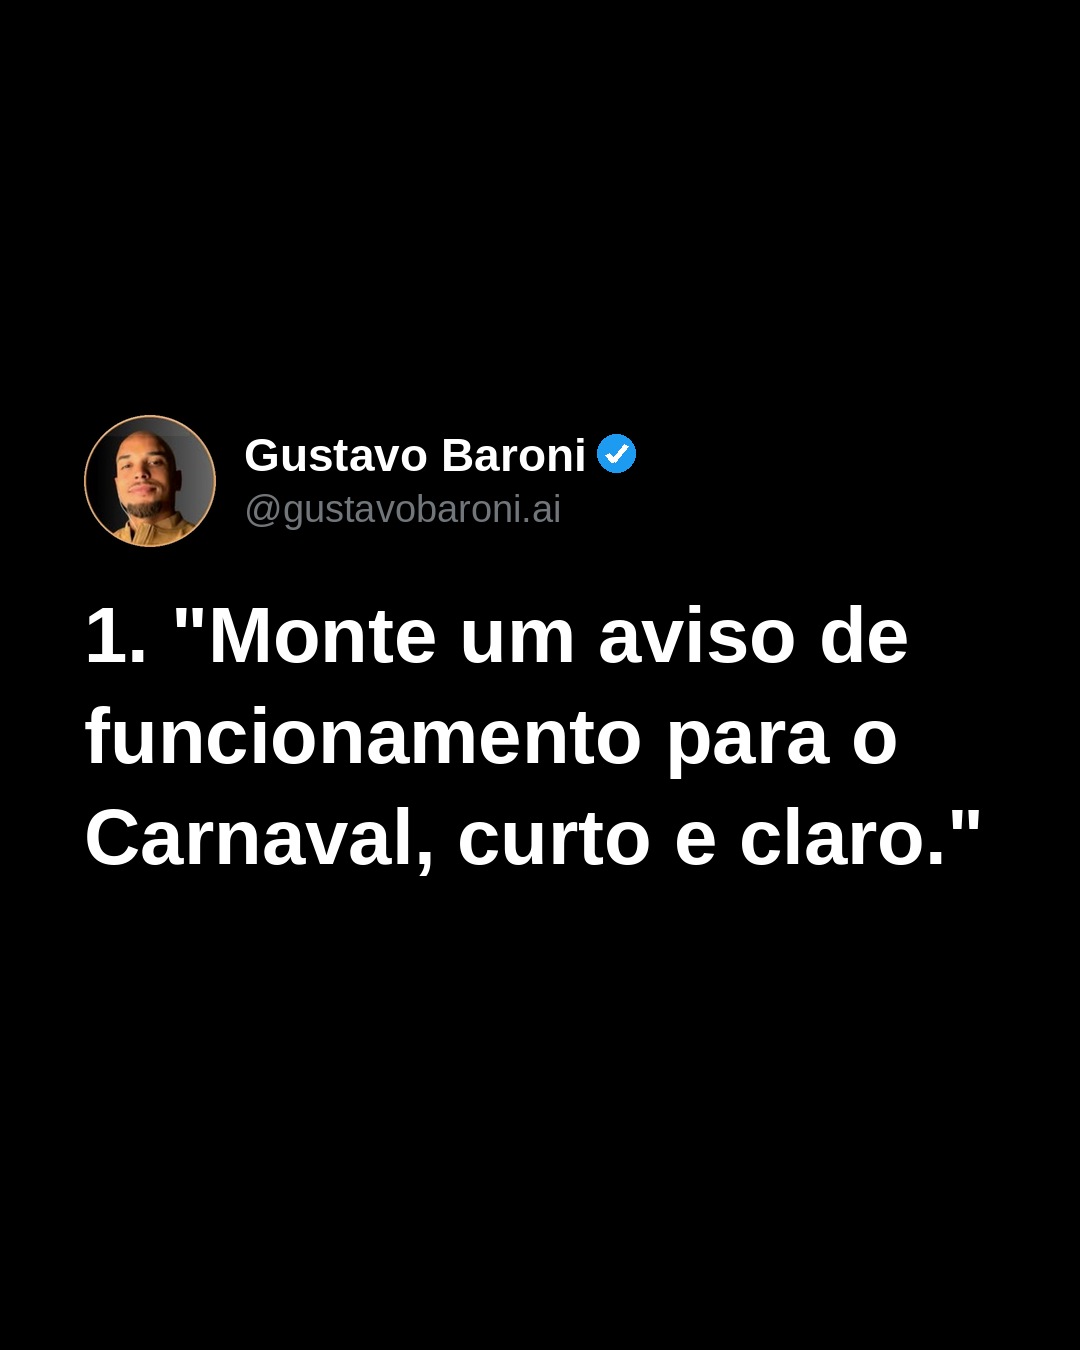 Gustavo Baroni
@gustavobaroni.ai
1. "Monte um aviso de
funcionamento para o
Carnaval, curto e claro."